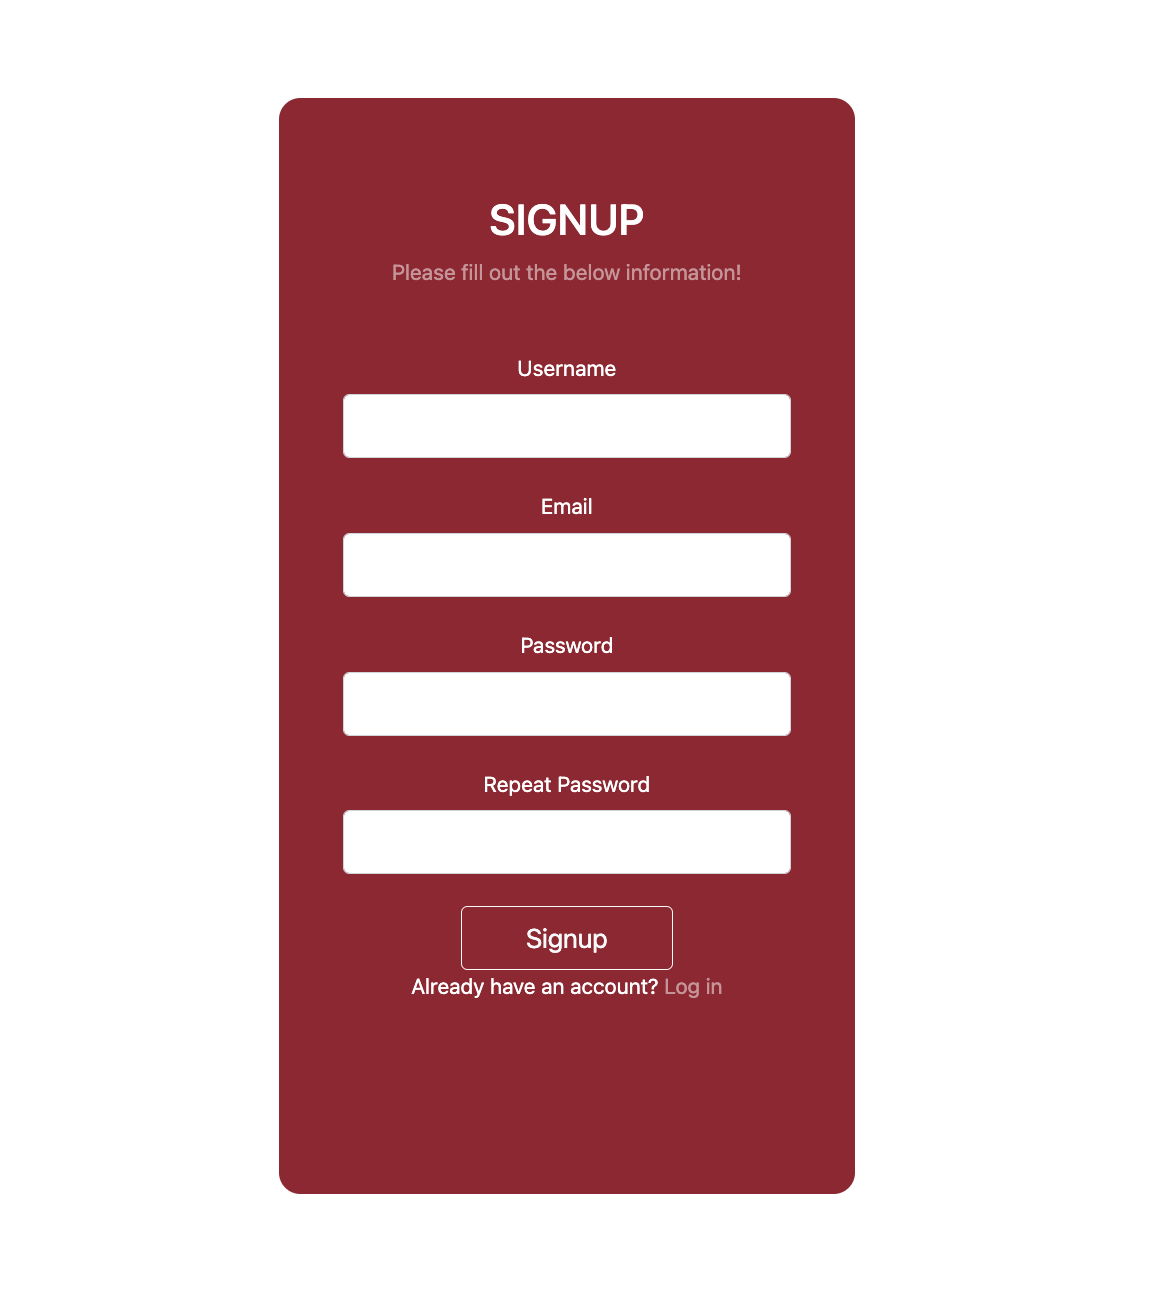 SIGNUP
Please fill out the below information!
Username
Email
Password
Repeat Password
Signup
Already have an account? Log in